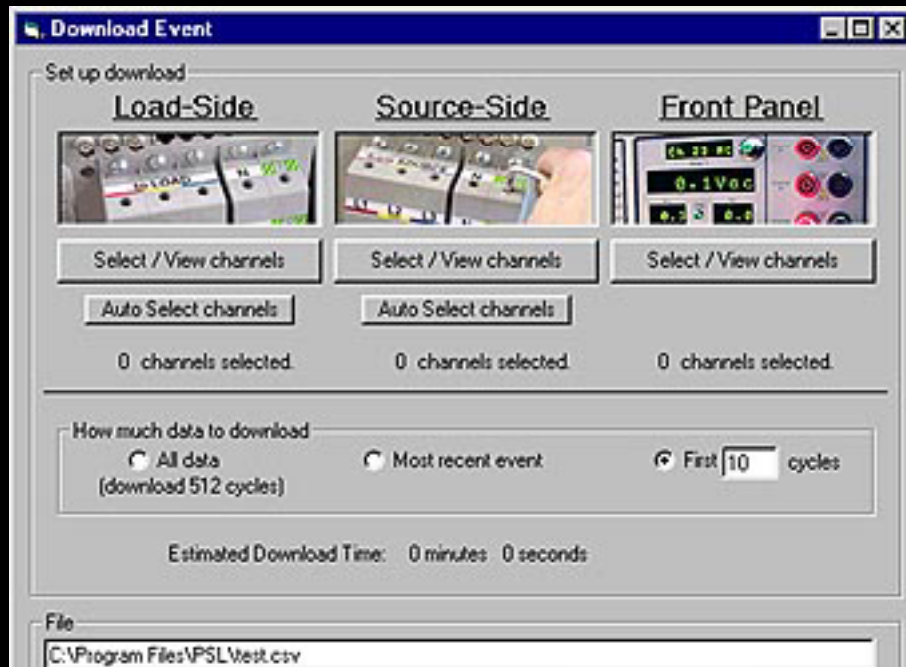 Download Event
Set up download
Load-Side Source-Side Front Panel
LOAD N
L1 L2
0.1Vac
Select / View channels Select / View channels Select / View channels
Auto Select channels Auto Select channels
0 channels selected. 0 channels selected. 0 channels selected.
How much data to download
All data Most recent event First 10 cycles
(download 512 cycles)
Estimated Download Time: 0 minutes 0 seconds
File
C:\Program Files\PSL\test.csv